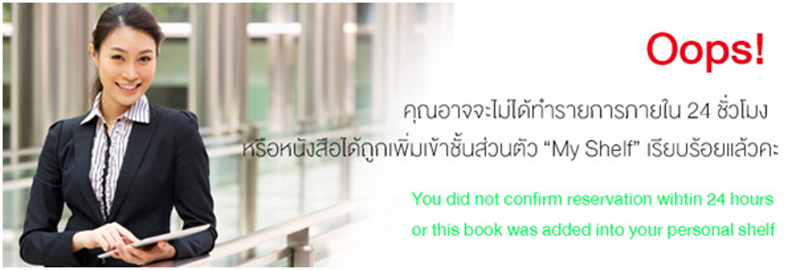 Oops!
คุณอาจจะไม่ได้ทำรายการภายใน 24 ชั่วโมง
หรือหนังสือได้ถูกเพิ่มเข้าชั้นส่วนตัว “My Shelf” เรียบร้อยแล้วคะ
You did not confirm reservation wihtin 24 hours
or this book was added into your personal shelf